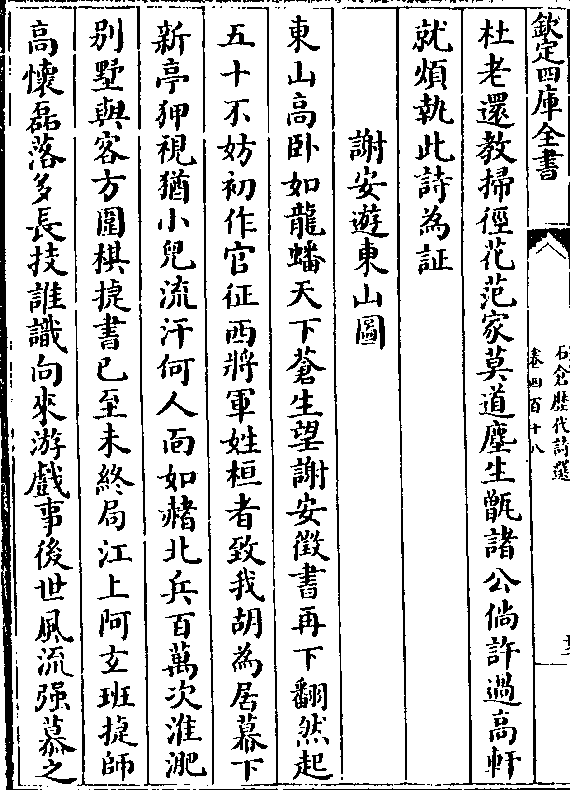 欽定四庫全書
石倉歴代詩選
卷四百十八
杜老還教掃徑花范家莫道塵生甑諸公倘許過高軒
就煩執此詩為証
謝安遊東山圖
東山高卧如龍蟠天下蒼生望謝安徵書再下翻然起
五十不妨初作官征西將軍姓桓者致我胡為居幕下
新亭狎視猶小兒流汗何人面如赭北兵百萬次淮淝
别墅與客方圍棋捷書已至未終局江上阿玄班捷師
高懷磊落多長技誰識向來游戲事後世風流强慕之